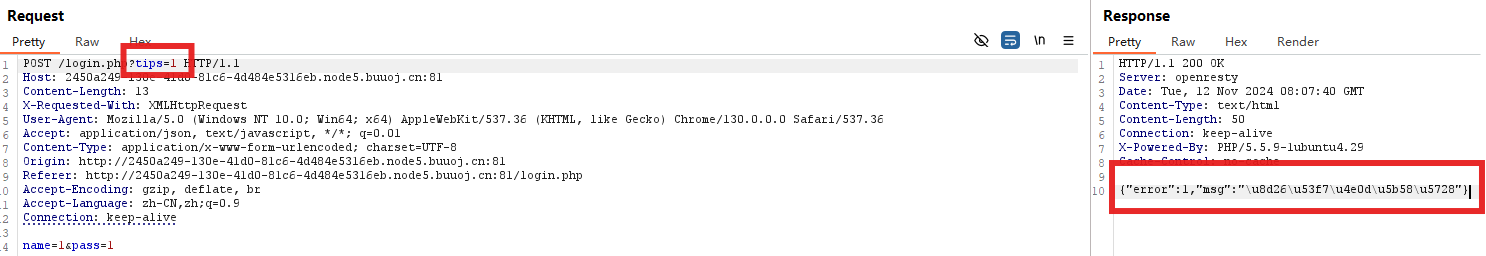 Request
Pretty Raw Hex
\n
1 POST /login.php?tips=1 HTTP/1.1
2 Host: 2450a249-130e-41d0-81c6-4d484e5316eb.node5.buuoj.cn:81
3 Content-Length: 13
4 X-Requested-With: XMLHttpRequest
5 User-Agent: Mozilla/5.0 (Windows NT 10.0; Win64; x64) AppleWebKit/537.36 (KHTML, like Gecko) Chrome/130.0.0.0 Safari/537.36
6 Accept: application/json, text/javascript, */*; q=0.01
7 Content-Type: application/x-www-form-urlencoded; charset=UTF-8
8 Origin: http://2450a249-130e-41d0-81c6-4d484e5316eb.node5.buuoj.cn:81
9 Referer: http://2450a249-130e-41d0-81c6-4d484e5316eb.node5.buuoj.cn:81/login.php
10 Accept-Encoding: gzip, deflate, br
11 Accept-Language: zh-CN,zh;q=0.9
12 Connection: keep-alive
13
14 name=1&pass=1
Response
Pretty Raw Hex Render
1 HTTP/1.1 200 OK
2 Server: openresty
3 Date: Tue, 12 Nov 2024 08:07:40 GMT
4 Content-Type: text/html
5 Content-Length: 50
6 Connection: keep-alive
7 X-Powered-By: PHP/5.5.9-1ubuntu4.29
8 Cache-Control: no-cache
9
10 {"error":1,"msg":"\u8d26\u53f7\u4e0d\u5b58\u5728"}